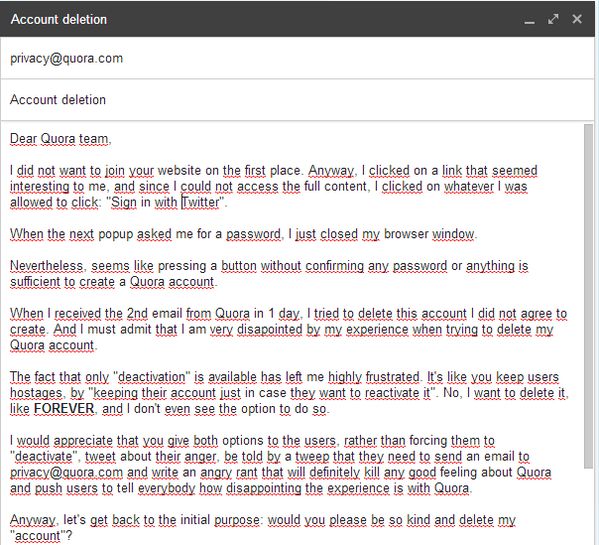 Account deletion
privacy@quora.com
Account deletion
Dear Quora team,
I did not want to join your website on the first place. Anyway, I clicked on a link that seemed
interesting to me, and since I could not access the full content, I clicked on whatever I was
allowed to click: "Sign in with Twitter".
When the next popup asked me for a password, I just closed my browser window.
Nevertheless, seems like pressing a button without confirming any password or anything is
sufficient to create a Quora account.
When I received the 2nd email from Quora in 1 day, I tried to delete this account I did not agree to
create. And I must admit that I am very disapointed by my experience when trying to delete my
Quora account.
The fact that only "deactivation" is available has left me highly frustrated. It's like you keep users
hostages, by "keeping their account just in case they want to reactivate it". No, I want to delete it,
like FOREVER, and I don't even see the option to do so.
I would appreciate that you give both options to the users, rather than forcing them to
"deactivate", tweet about their anger, be told by a tweep that they need to send an email to
privacy@quora.com and write an angry rant that will definitely kill any good feeling about Quora
and push users to tell everybody how disappointing the experience is with Quora.
Anyway, let's get back to the initial purpose: would you please be so kind and delete my
"account"?